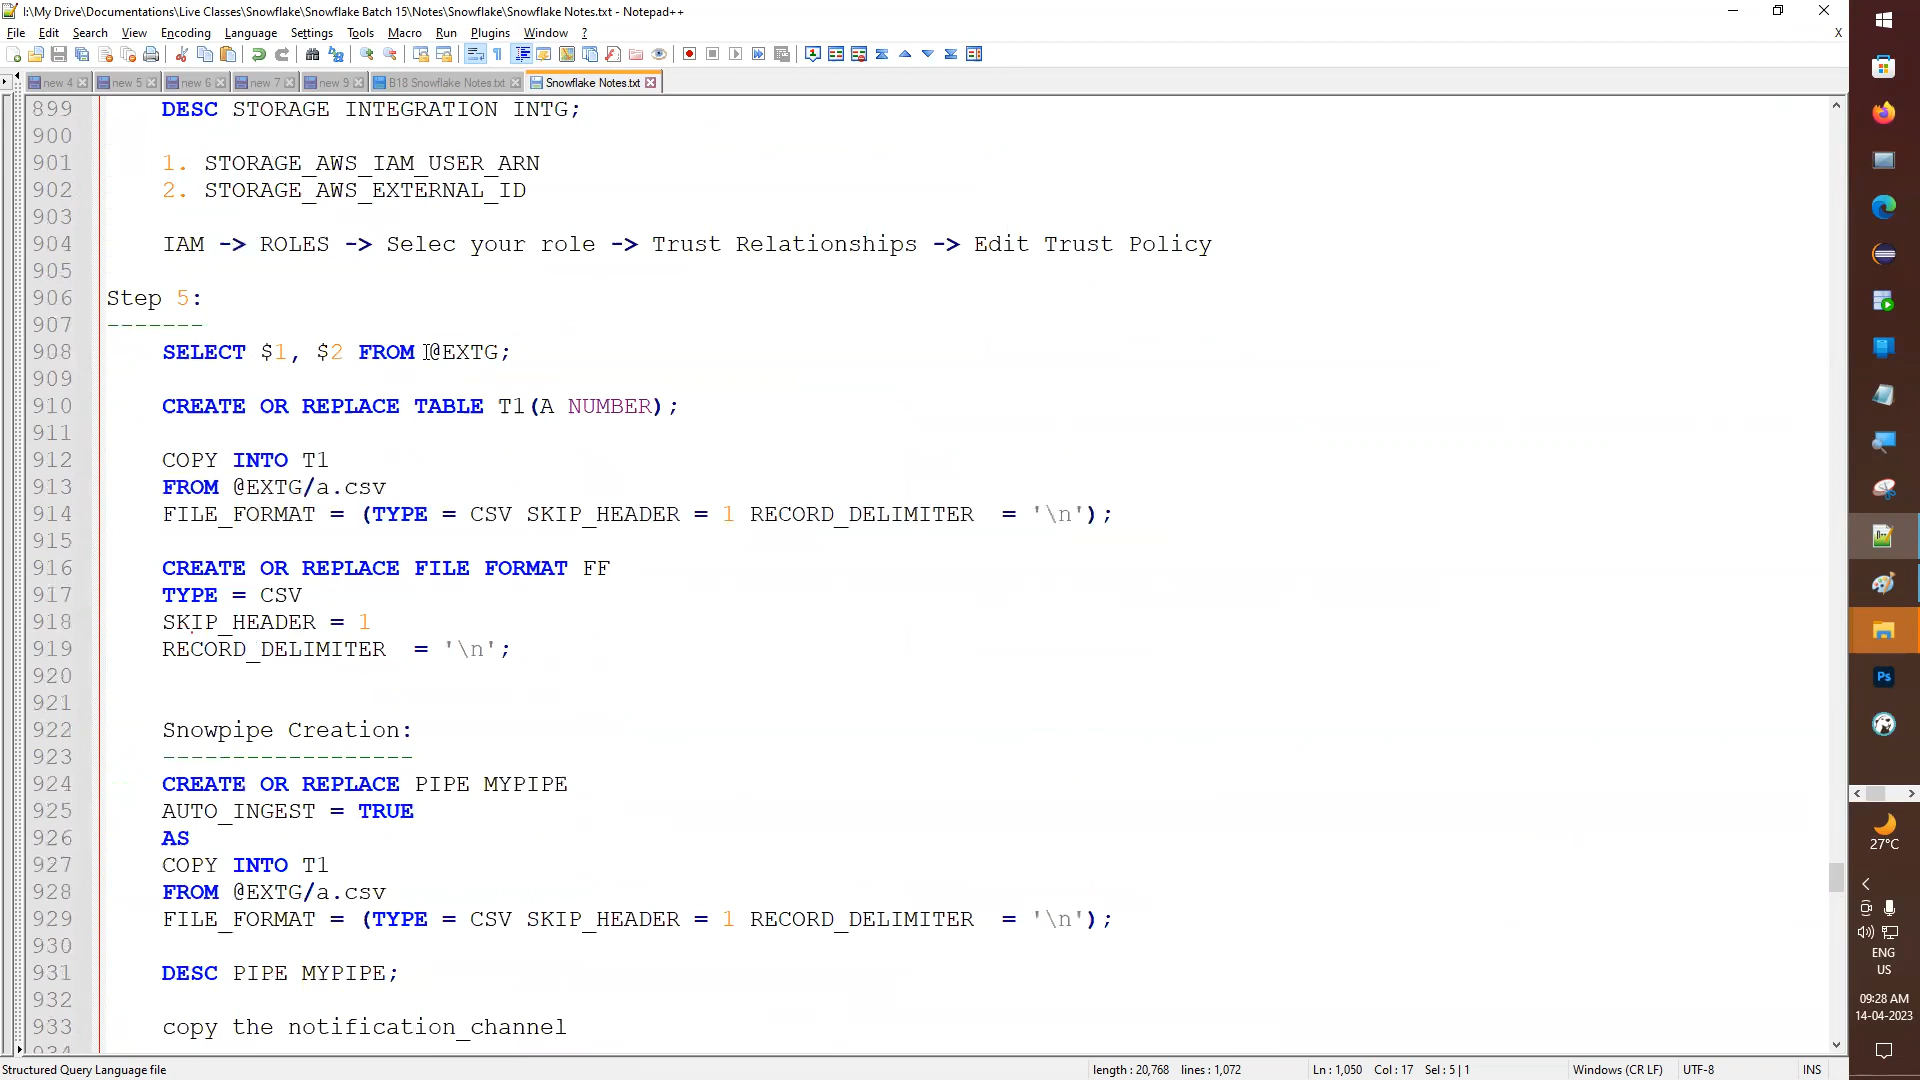 I:\My Drive\Documentations\Live Classes\Snowflake\Snowflake Batch 15\Notes\Snowflake\Snowflake Notes.txt - Notepad++
File Edit Search View Encoding Language Settings Tools Macro Run Plugins Window ? X
new 4 new 5 new 6 new 7 new 9 B18 Snowflake Notes.txt Snowflake Notes.txt
899 DESC STORAGE INTEGRATION INTG;
900
901 1. STORAGE_AWS_IAM_USER_ARN
902 2. STORAGE_AWS_EXTERNAL_ID
903
904 IAM -> ROLES -> Selec your role -> Trust Relationships -> Edit Trust Policy
905
906 Step 5:
907 -------
908 SELECT $1, $2 FROM @EXTG;
909
910 CREATE OR REPLACE TABLE T1(A NUMBER);
911
912 COPY INTO T1
913 FROM @EXTG/a.csv
914 FILE_FORMAT = (TYPE = CSV SKIP_HEADER = 1 RECORD_DELIMITER  = '\n');
915
916 CREATE OR REPLACE FILE FORMAT FF
917 TYPE = CSV
918 SKIP_HEADER = 1
919 RECORD_DELIMITER  = '\n';
920
921
922 Snowpipe Creation:
923 ------------------
924 CREATE OR REPLACE PIPE MYPIPE
925 AUTO_INGEST = TRUE
926 AS
927 COPY INTO T1
928 FROM @EXTG/a.csv
929 FILE_FORMAT = (TYPE = CSV SKIP_HEADER = 1 RECORD_DELIMITER  = '\n');
930
931 DESC PIPE MYPIPE;
932
933 copy the notification_channel
934
Structured Query Language file length : 20,768 lines : 1,072 Ln : 1,050 Col : 17 Sel : 5 | 1 Windows (CR LF) UTF-8 INS
Ps
27°C
ENG
US
09:28 AM
14-04-2023